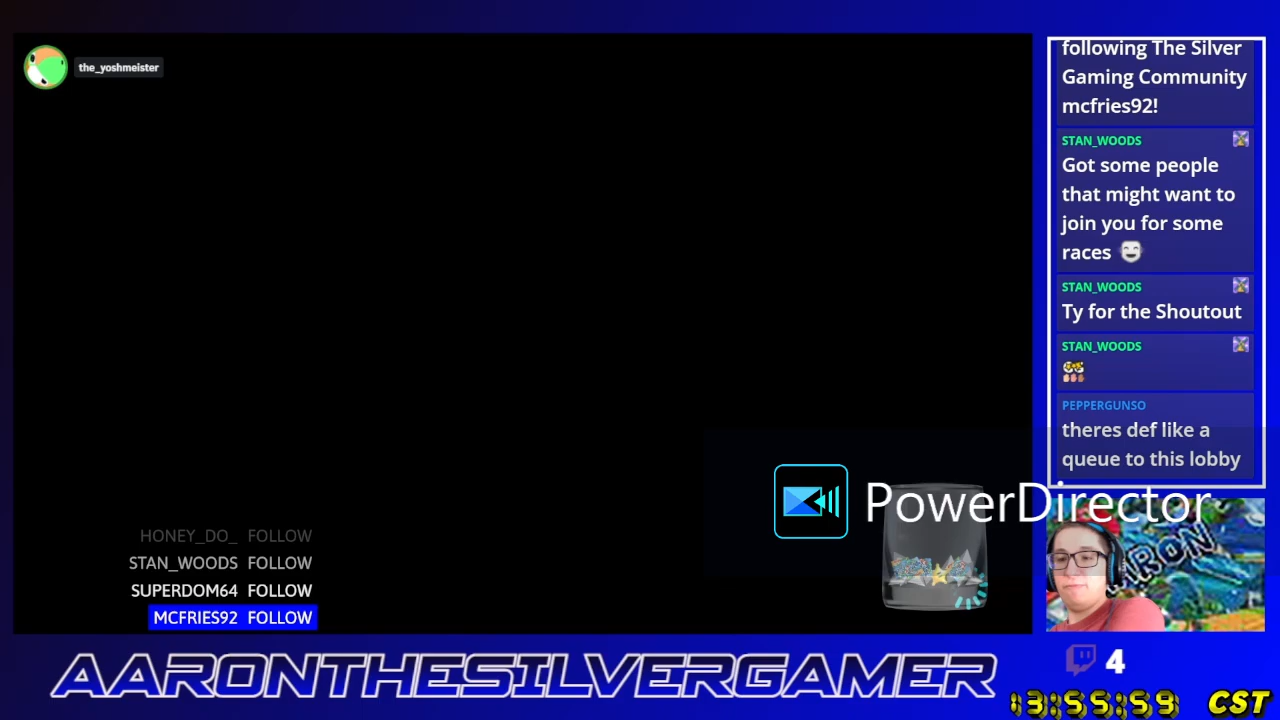 the_yoshmeister
following The Silver
Gaming Community
mcfries92!
STAN_WOODS
Got some people
that might want to
join you for some
races
STAN_WOODS
Ty for the Shoutout
STAN_WOODS
PEPPERGUNSO
theres def like a
queue to this lobby
PowerDirector
HONEY_DO_ FOLLOW
STAN_WOODS FOLLOW
SUPERDOM64 FOLLOW
MCFRIES92 FOLLOW
ARON
AARONTHESILVERGAMER
4
13:55:59 CST